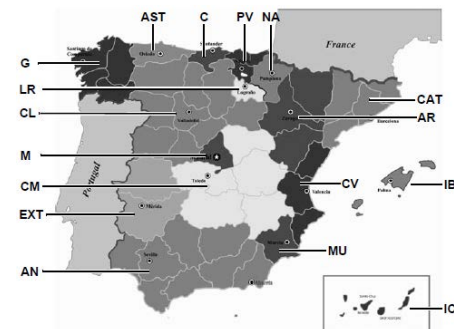 AST
C
PV
NA
France
Santander
Oviedo
G
Pamplona
LR
Logroño
CL
Valladolid
CAT
AR
Barcelona
M
Toledo
CM
Portugal
CV
Valencia
Palma
IB
EXT
Mérida
Murcia
AN
Sevilla
MU
IC